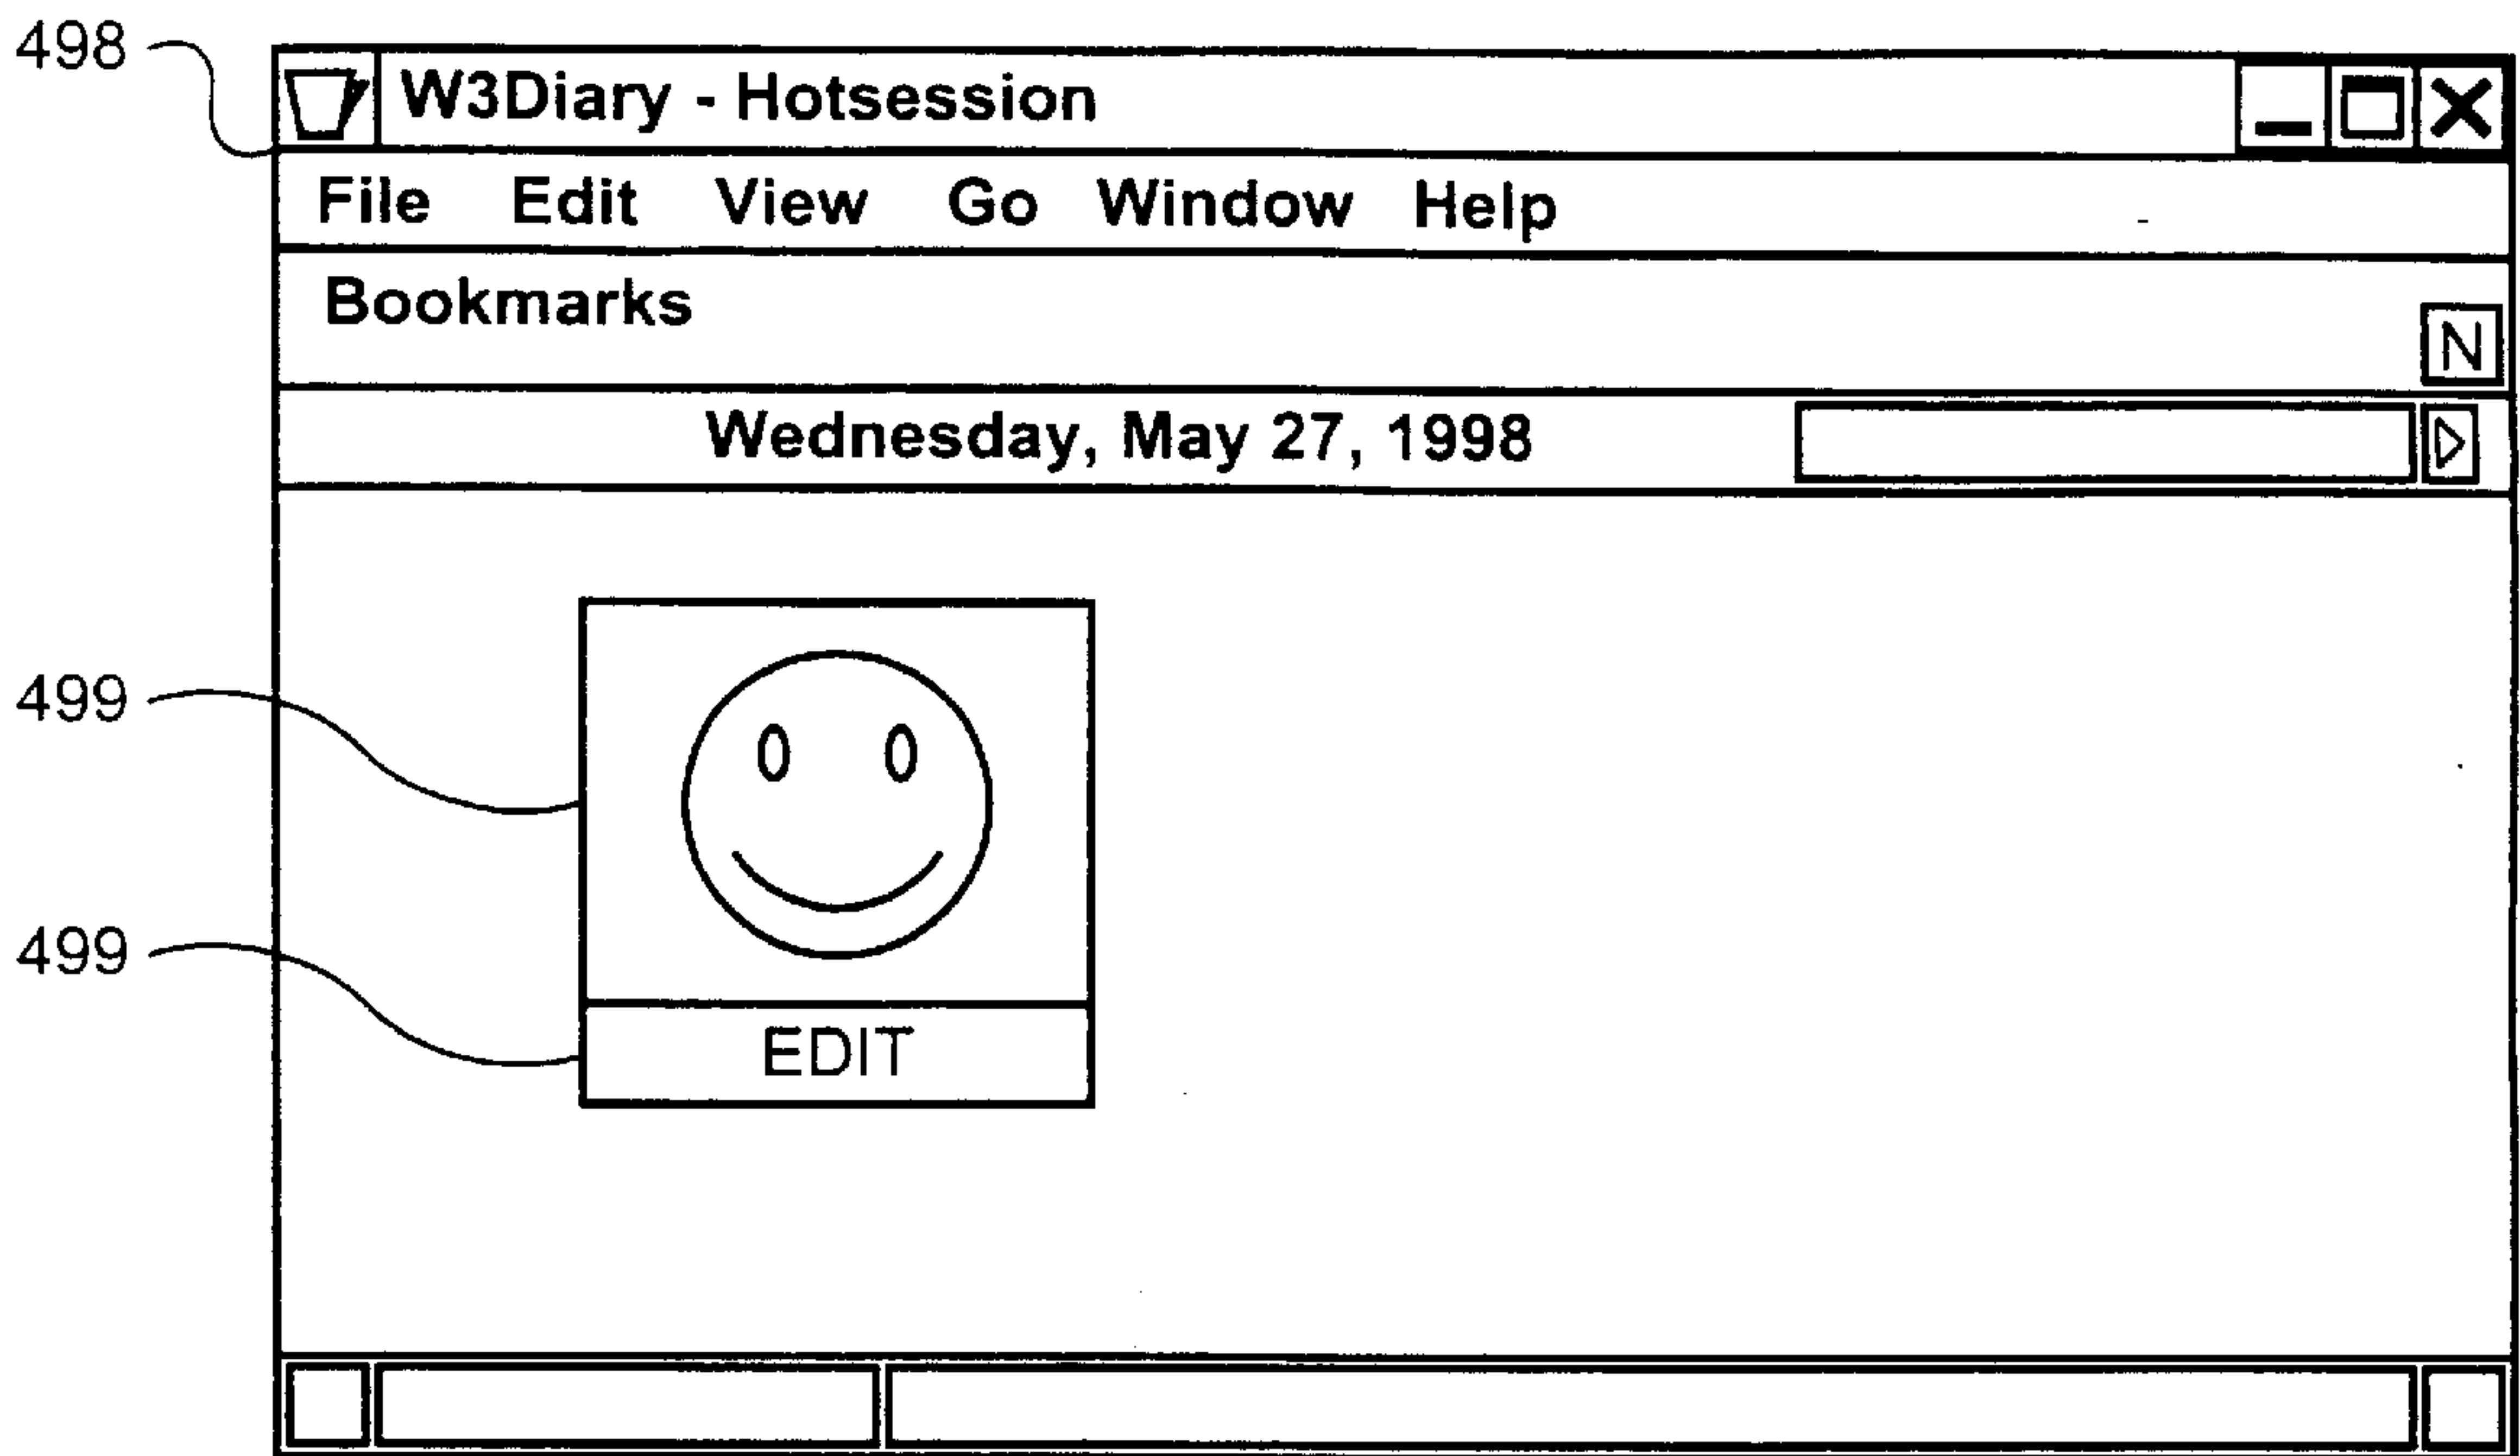 498
W3Diary - Hotsession
File Edit View Go Window Help
Bookmarks
N
Wednesday, May 27, 1998
499
499
EDIT